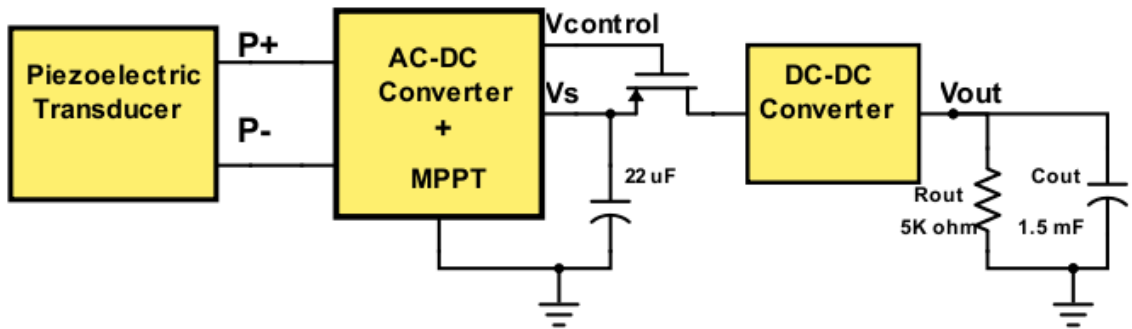 Piezoelectric
Transducer
P+
P-
AC-DC
Converter
+
MPPT
Vcontrol
Vs
22 uF
DC-DC
Converter
Vout
Rout
5K ohm
Cout
1.5 mF